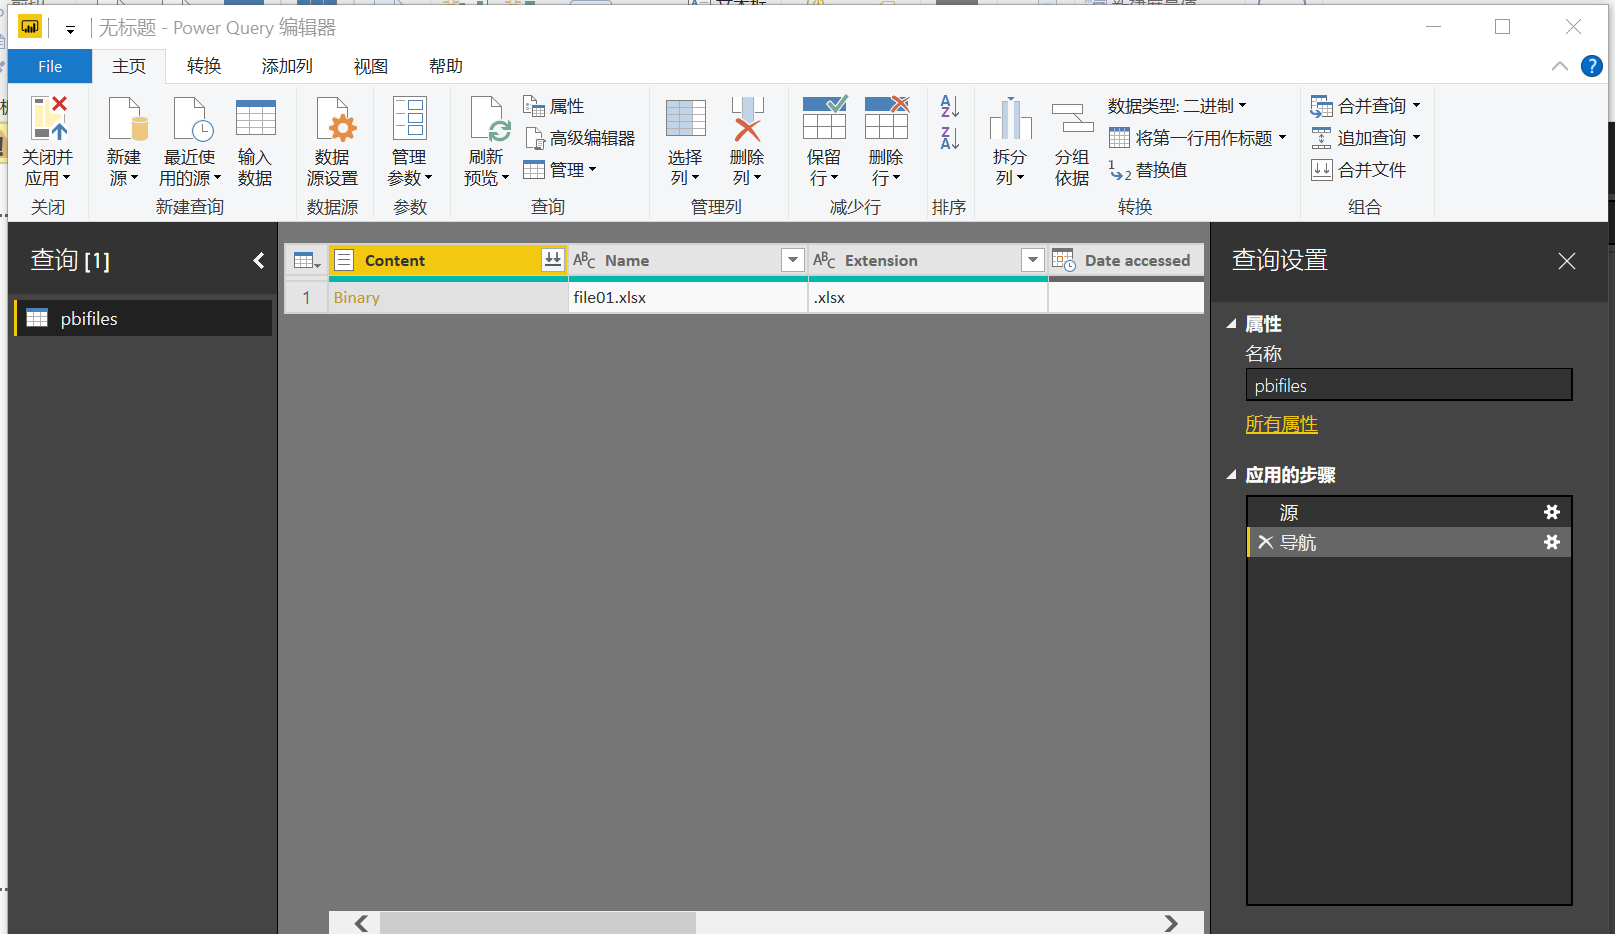 无标题 - Power Query 编辑器
File 主页 转换 添加列 视图 帮助
关闭并应用
新建源
最近使用的源
输入数据
数据源设置
管理参数
刷新预览
属性
高级编辑器
管理
选择列
删除列
保留行
删除行
A
Z
Z
A
拆分列
分组依据
数据类型: 二进制
将第一行用作标题
1 2 替换值
合并查询
追加查询
合并文件
关闭 新建查询 数据源 参数 查询 管理列 减少行 排序 转换 组合
查询 [1]
pbifiles
Content ABC Name ABC Extension Date accessed
1 Binary file01.xlsx .xlsx
查询设置
属性
名称
pbifiles
所有属性
应用的步骤
源
导航